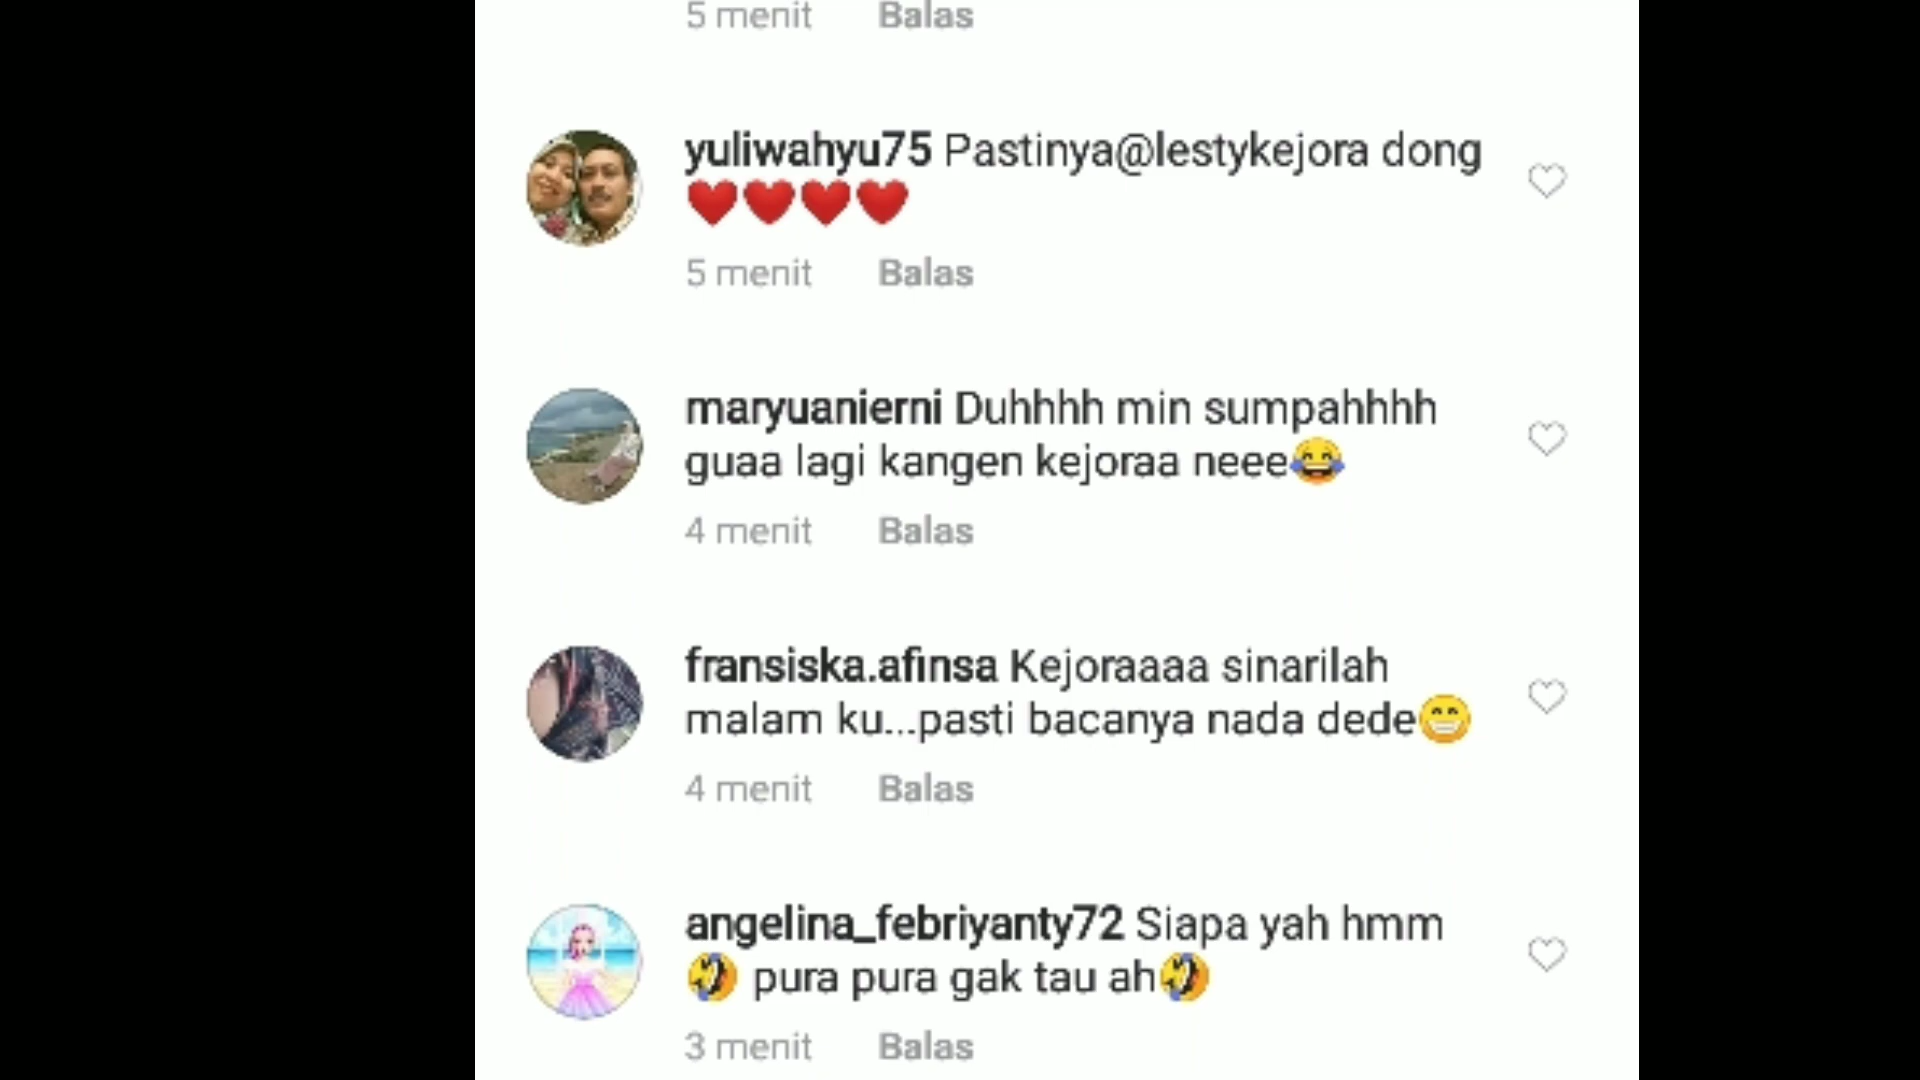 5 menit Balas
yuliwahyu75 Pastinya@lestykejora dong
❤️❤️❤️❤️
5 menit Balas
maryuanierni Duhhhh min sumpahhhh
guaa lagi kangen kejoraa neee😂
4 menit Balas
fransiska.afinsa Kejoraaaa sinarilah
malam ku...pasti bacanya nada dede😁
4 menit Balas
angelina_febriyanty72 Siapa yah hmm
🤣 pura pura gak tau ah🤣
3 menit Balas